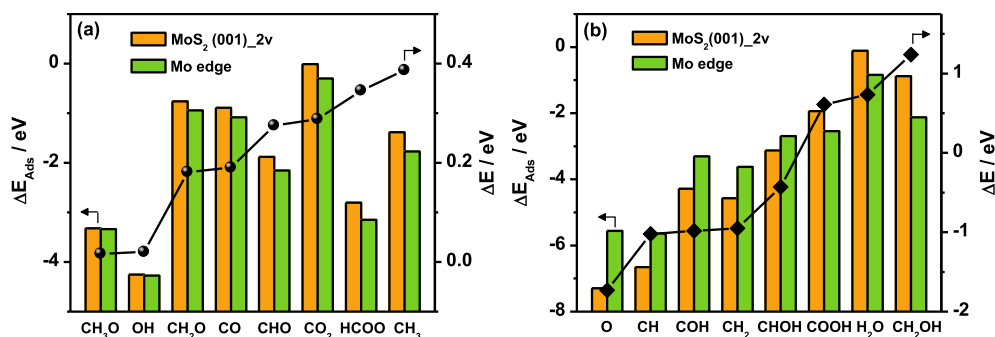 (a)
MoS₂ (001)_2v
Mo edge
0
-2
-4
ΔE_Ads / eV
0.4
0.2
0.0
ΔE / eV
CH₃O OH CH₂O CO CHO CO₂ HCOO CH₃
(b)
MoS₂(001)_2v
Mo edge
0
-2
-4
-6
-8
ΔE_Ads / eV
1
0
-1
-2
ΔE / eV
O CH COH CH₂ CHOH COOH H₂O CH₂OH